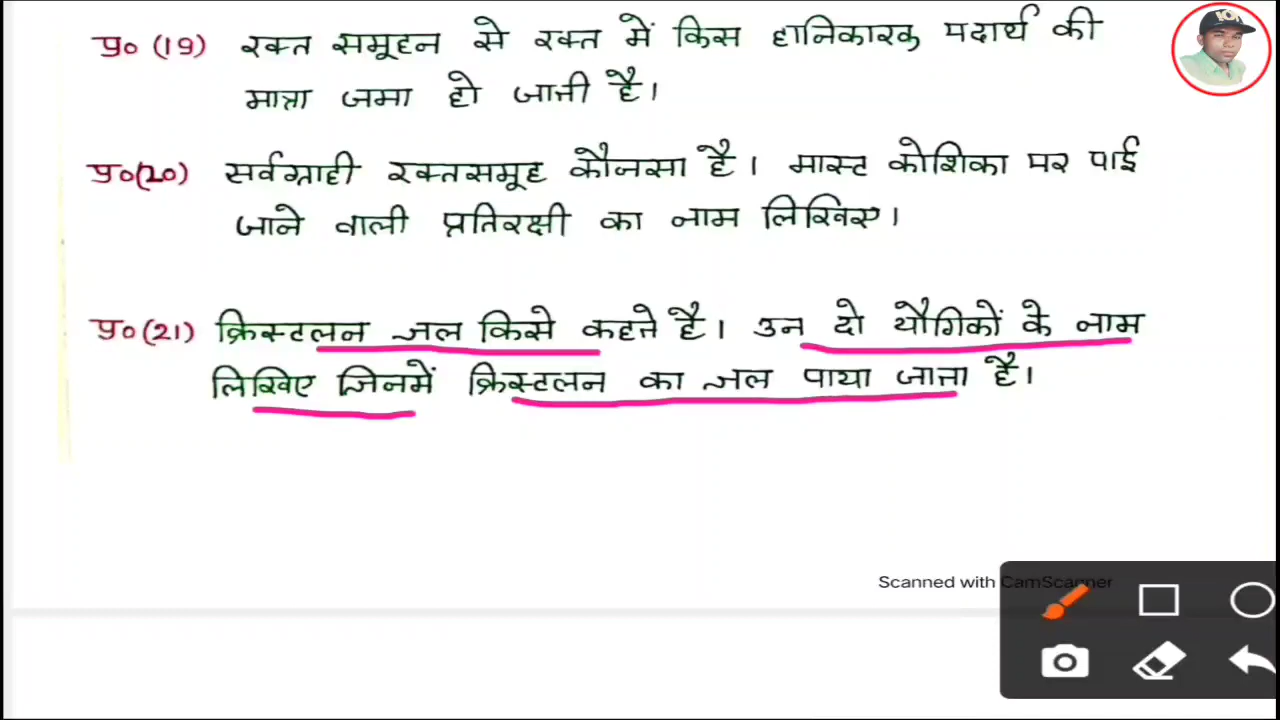 प्र० (19) रक्त समूहन से रक्त में किस हानिकारक पदार्थ की
मात्रा जमा हो जाती है।
प्र०(20) सर्वग्राही रक्तसमूह कौनसा है। मास्ट कोशिका पर पाई
जाने वाली प्रतिरक्षी का नाम लिखिए।
प्र०(21) क्रिस्टलन जल किसे कहते है। उन दो यौगिकों के नाम
लिखिए जिनमें क्रिस्टलन का जल पाया जाता है।
Scanned with CamScanner